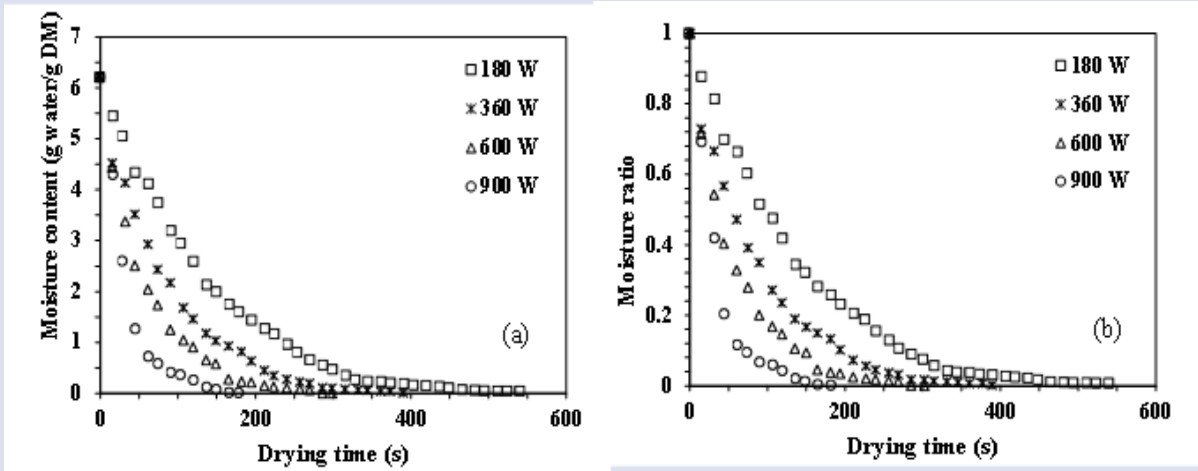 Moisture content (g water/g DM)
7
6
5
4
3
2
1
0
0
200
400
600
Drying time (s)
180 W
360 W
600 W
900 W
(a)
Moisture ratio
1
0.8
0.6
0.4
0.2
0
0
200
400
600
Drying time (s)
180 W
360 W
600 W
900 W
(b)